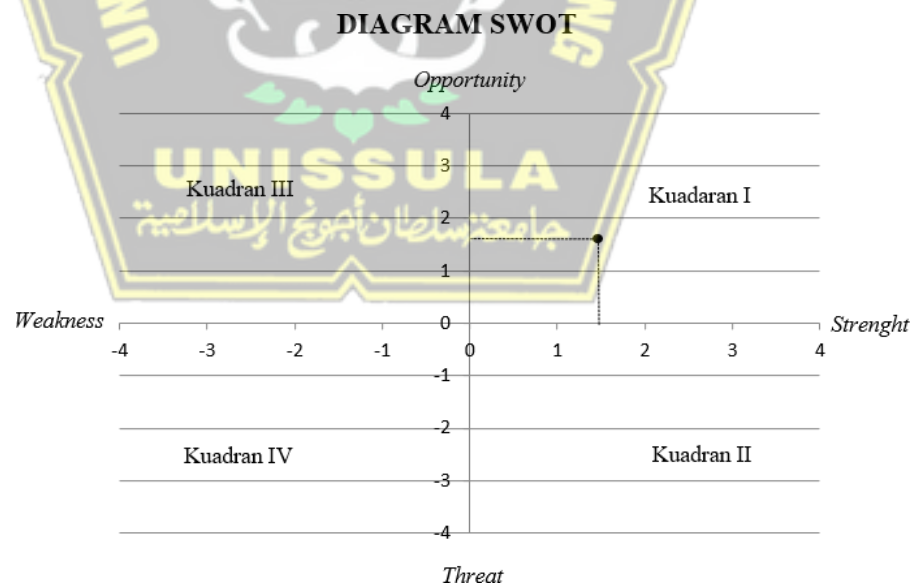 DIAGRAM SWOT
Opportunity
4
3
UNISSULA
Kuadran III
Kuadaran I
2
جامعة سلطان أجونج الإسلامية
1
Weakness
0
Strenght
-4 -3 -2 -1 0 1 2 3 4
-1
-2
Kuadran IV
Kuadran II
-3
-4
Threat